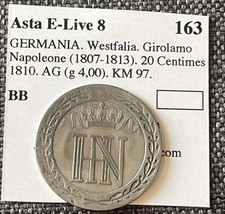 Asta E-Live 8 163
GERMANIA. Westfalia. Girolamo
Napoleone (1807-1813). 20 Centimes
1810. AG (g 4,00). KM 97.
BB
HN
com